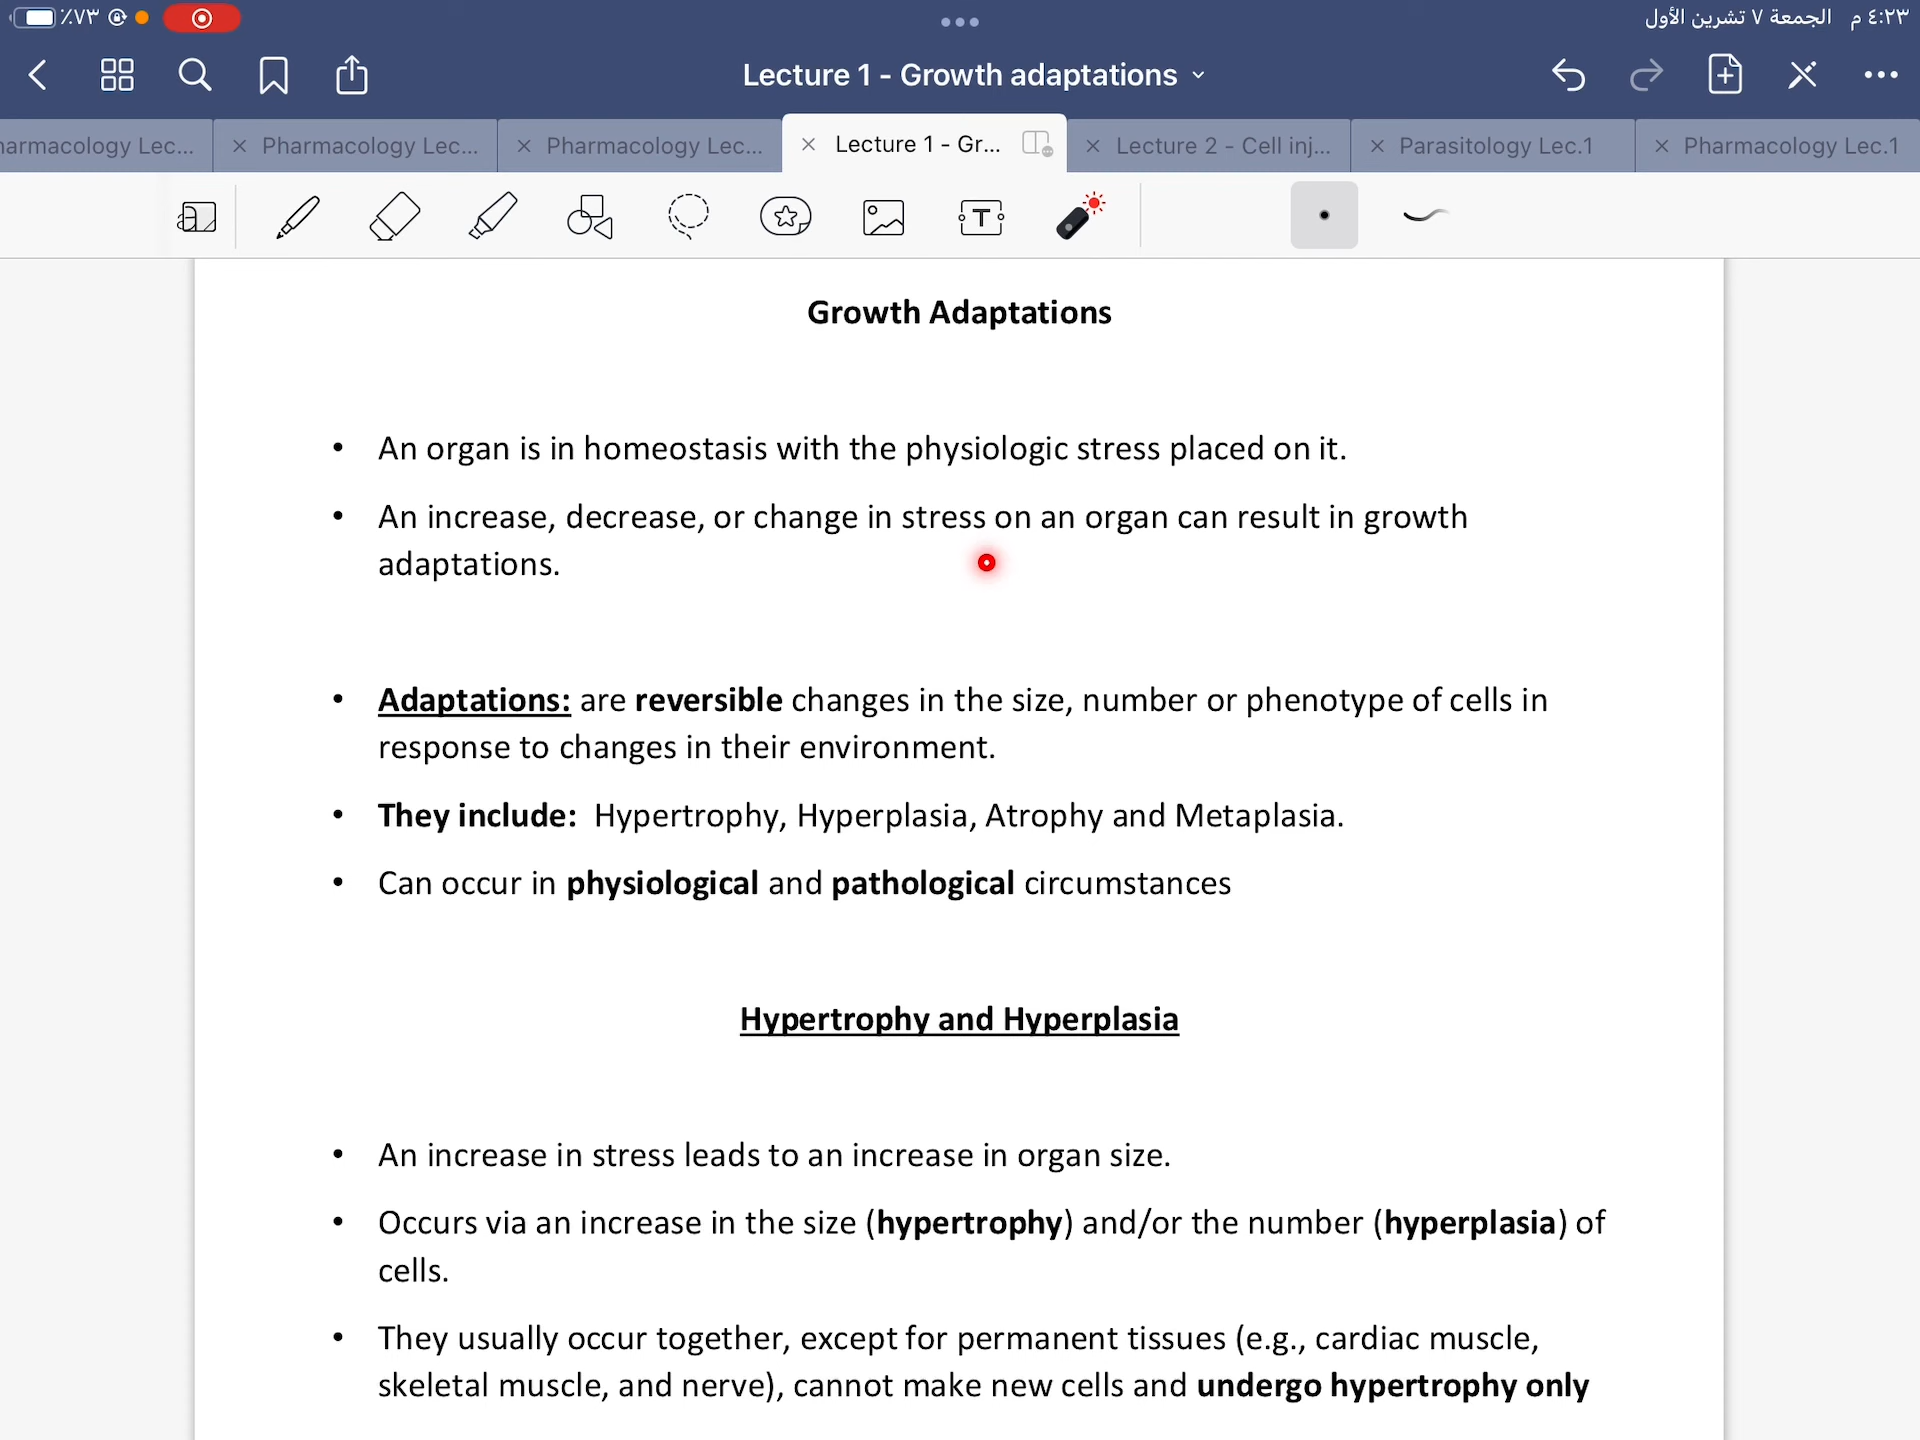 ٪٧٣
الجمعة ٧ تشرين الأول ٤:٢٣ م
Lecture 1 - Growth adaptations
armacology Lec...
Pharmacology Lec...
Pharmacology Lec...
Lecture 1 - Gr...
Lecture 2 - Cell inj...
Parasitology Lec.1
Pharmacology Lec.1
Growth Adaptations
• An organ is in homeostasis with the physiologic stress placed on it.
• An increase, decrease, or change in stress on an organ can result in growth
adaptations.
• Adaptations: are reversible changes in the size, number or phenotype of cells in
response to changes in their environment.
• They include: Hypertrophy, Hyperplasia, Atrophy and Metaplasia.
• Can occur in physiological and pathological circumstances
Hypertrophy and Hyperplasia
• An increase in stress leads to an increase in organ size.
• Occurs via an increase in the size (hypertrophy) and/or the number (hyperplasia) of
cells.
• They usually occur together, except for permanent tissues (e.g., cardiac muscle,
skeletal muscle, and nerve), cannot make new cells and undergo hypertrophy only